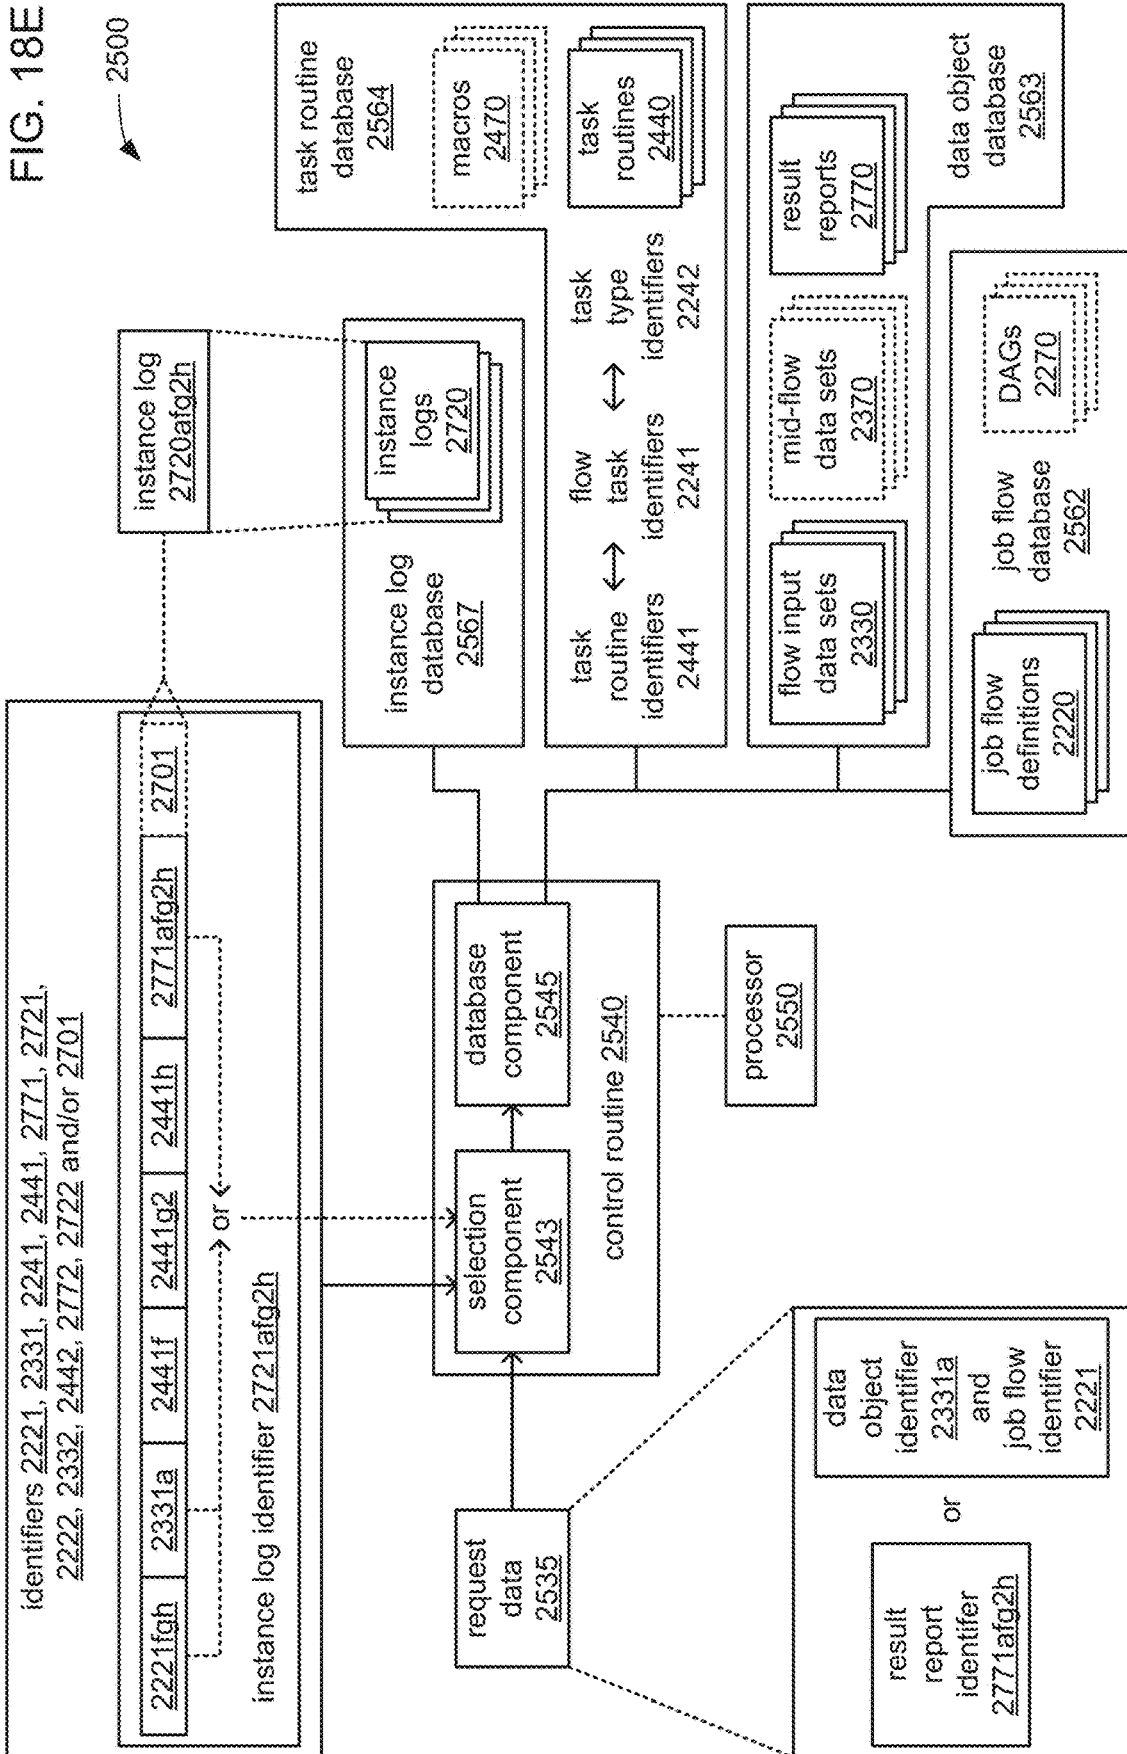 FIG. 18E
2500
identifiers 2221, 2331, 2241, 2441, 2771, 2721,
2222, 2332, 2442, 2772, 2722 and/or 2701
2221fgh
2331a
2441f
2441g2
2441h
2771afg2h
2701
or
instance log identifier 2721afg2h
instance log
2720afg2h
request
data
2535
selection
component
2543
database
component
2545
control routine 2540
processor
2550
instance log
database
2567
instance
logs
2720
task routine
database
2564
macros
2470
task
routines
2440
task
routine
identifiers
2441
flow
task
identifiers
2241
task
type
identifiers
2242
flow input
data sets
2330
mid-flow
data sets
2370
result
reports
2770
data object
database
2563
job flow
definitions
2220
job flow
database
2562
DAGs
2270
result
report
identifer
2771afg2h
or
data
object
identifier
2331a
and
job flow
identifier
2221